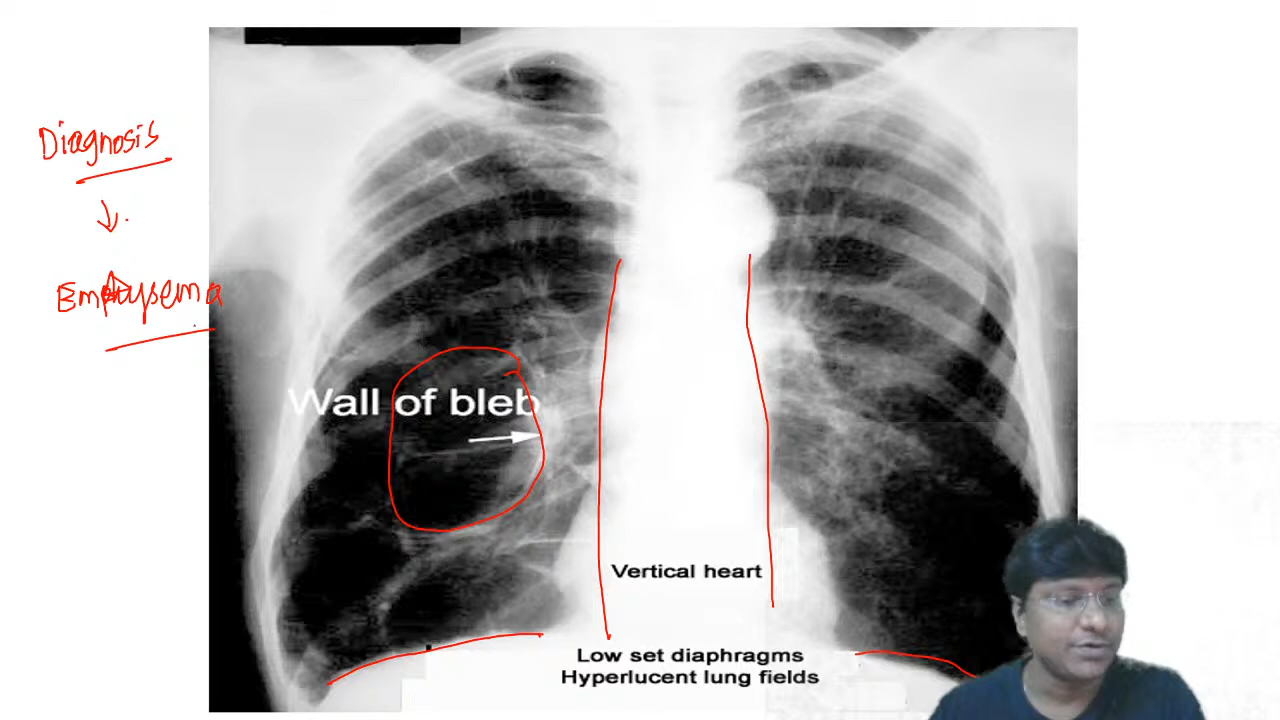 Diagnosis
Emphysema
Wall of bleb
Vertical heart
Low set diaphragms
Hyperlucent lung fields